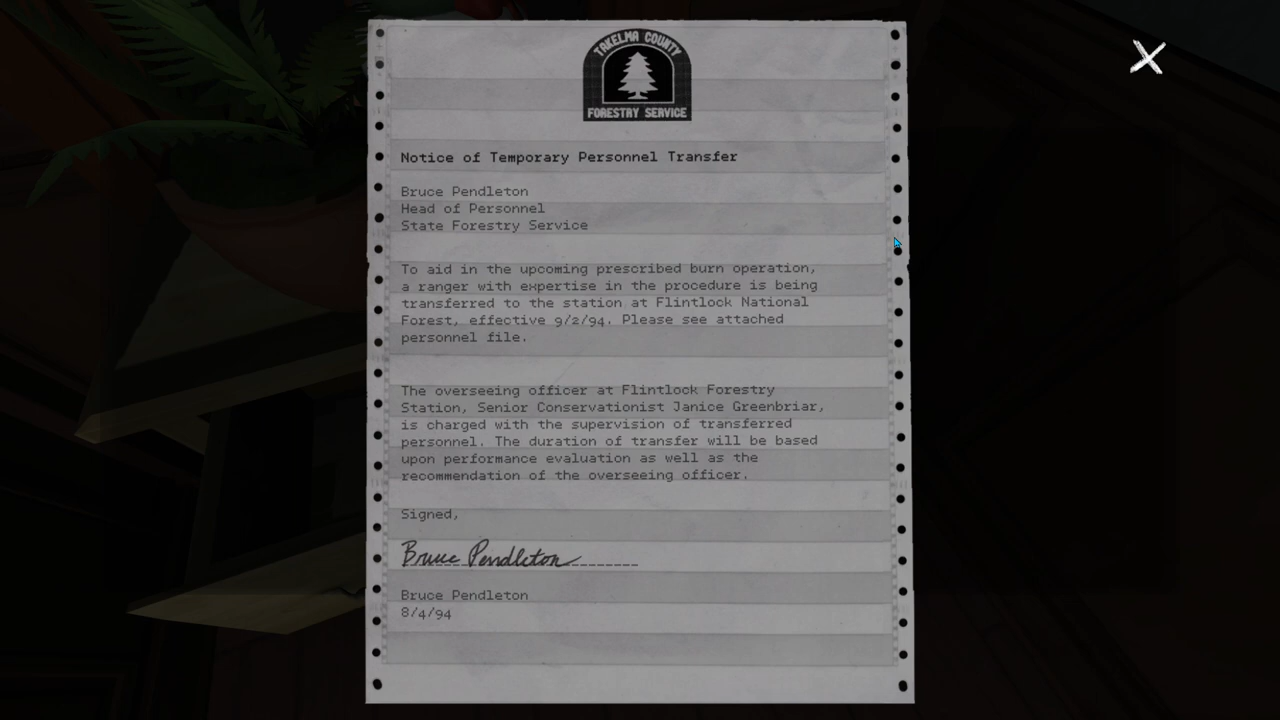 TAKELMA COUNTY
FORESTRY SERVICE
Notice of Temporary Personnel Transfer
Bruce Pendleton
Head of Personnel
State Forestry Service
To aid in the upcoming prescribed burn operation,
a ranger with expertise in the procedure is being
transferred to the station at Flintlock National
Forest, effective 9/2/94. Please see attached
personnel file.
The overseeing officer at Flintlock Forestry
Station, Senior Conservationist Janice Greenbriar,
is charged with the supervision of transferred
personnel. The duration of transfer will be based
upon performance evaluation as well as the
recommendation of the overseeing officer.
Signed,
Bruce Pendleton
Bruce Pendleton
8/4/94